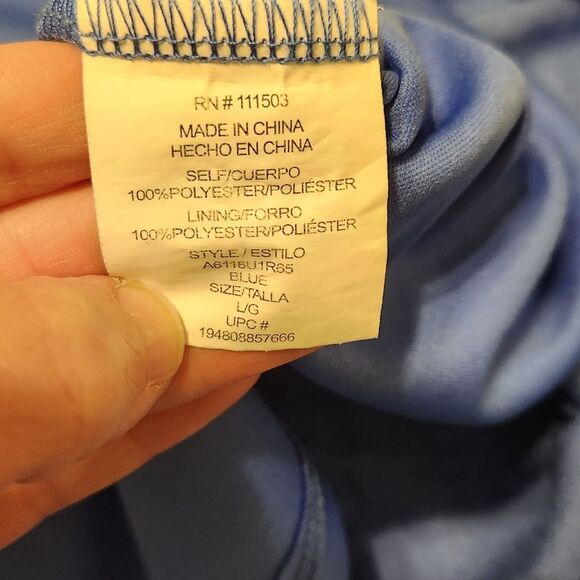 RN # 111503
MADE IN CHINA
HECHO EN CHINA
SELF/CUERPO
100%POLYESTER/POLIÉSTER
LINING/FORRO
100%POLYESTER/POLIÉSTER
STYLE / ESTILO
A6118U1R65
BLUE
SIZE/TALLA
L/G
UPC #
194808857666